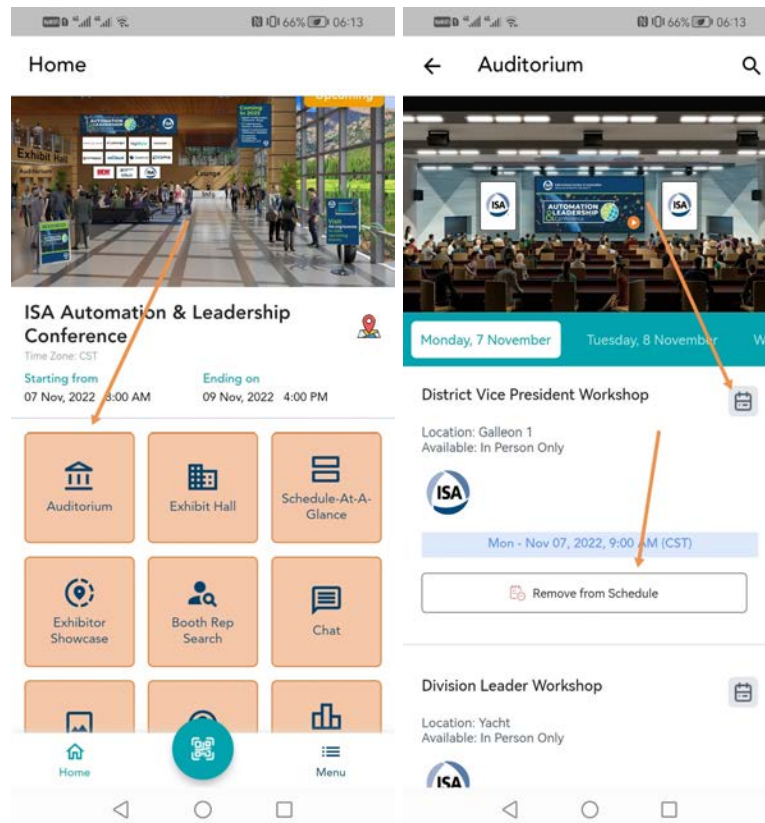 66% 06:13
Home
Upcoming
Coming
in 2023
Exhibit Hall
Auditorium
AUTOMATION
& LEADERSHIP
Lounge
Info
Visit
ISA Automation & Leadership
Conference
Time Zone: CST
Starting from
Ending on
07 Nov, 2022 8:00 AM
09 Nov, 2022 4:00 PM
Auditorium
Exhibit Hall
Schedule-At-A-
Glance
Exhibitor
Showcase
Booth Rep
Search
Chat
Home
Menu
66% 06:13
Auditorium
ISA
AUTOMATION
& LEADERSHIP
Conference
ISA
Monday, 7 November
Tuesday, 8 November
W
District Vice President Workshop
Location: Galleon 1
Available: In Person Only
ISA
Mon - Nov 07, 2022, 9:00 AM (CST)
Remove from Schedule
Division Leader Workshop
Location: Yacht
Available: In Person Only
ISA